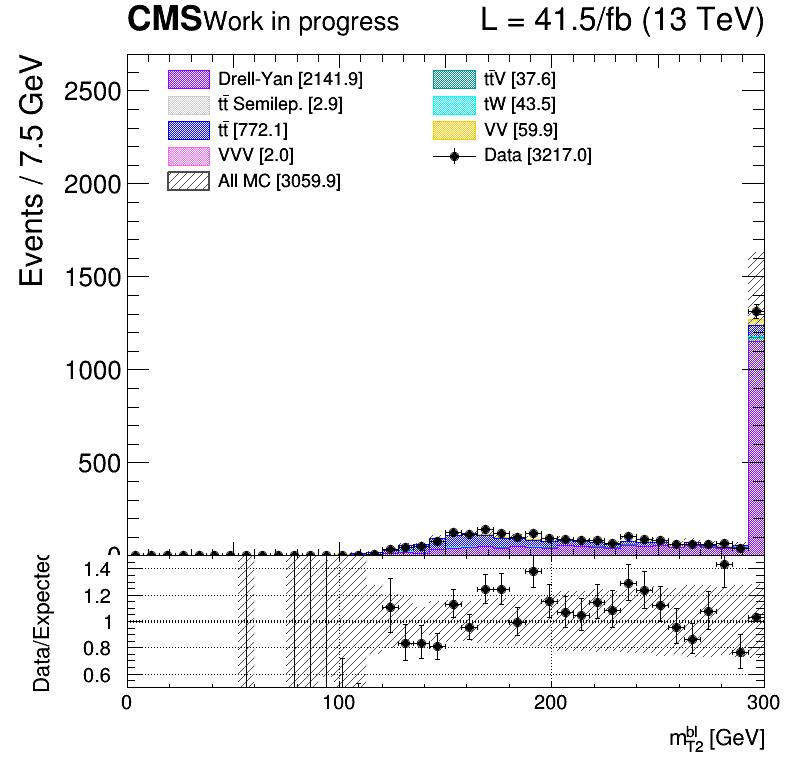 CMS Work in progress L = 41.5/fb (13 TeV)
Events / 7.5 GeV
2500
2000
1500
1000
500
0
Drell-Yan [2141.9]
tt̄ Semilep. [2.9]
tt̄ [772.1]
VVV [2.0]
All MC [3059.9]
tt̄V [37.6]
tW [43.5]
VV [59.9]
Data [3217.0]
Data/Expected
1.4
1.2
1
0.8
0.6
0 100 200 300
m_{T2}^{bl} [GeV]